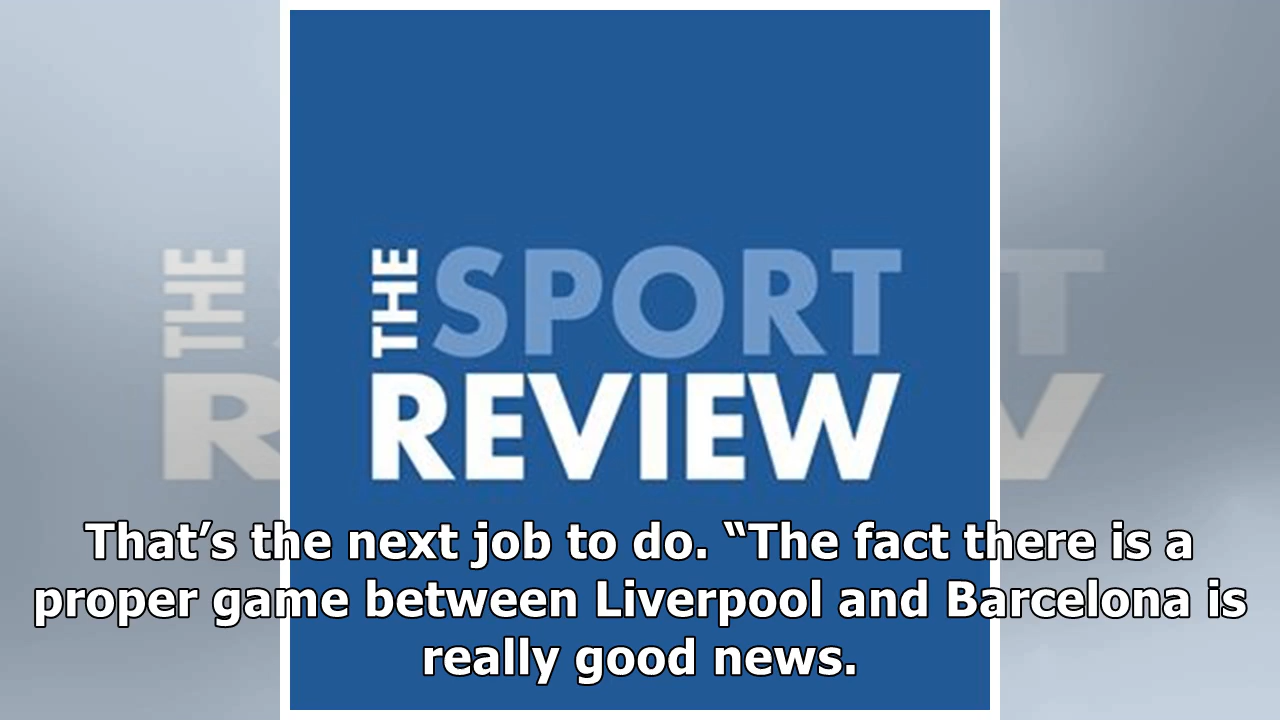 THE SPORT
REVIEW
That’s the next job to do. “The fact there is a
proper game between Liverpool and Barcelona is
really good news.